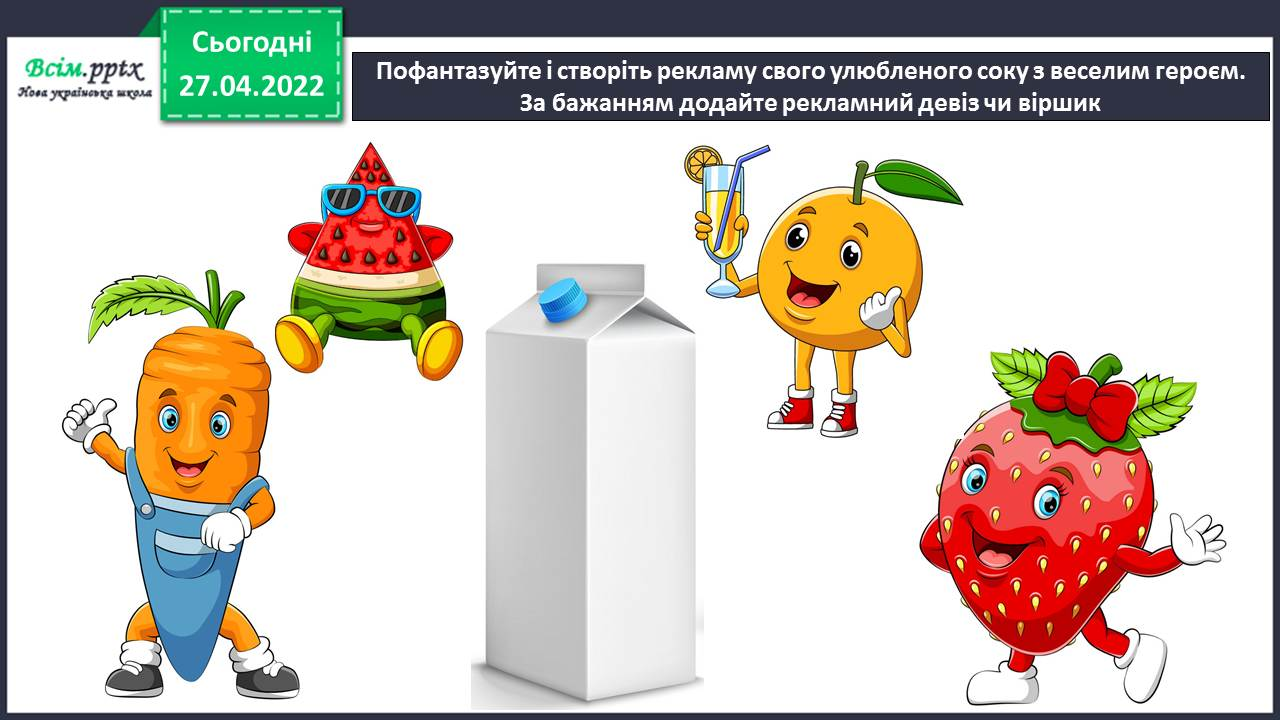 Сьогодні
27.04.2022
Всім.pptx
Нова українська школа
Пофантазуйте і створіть рекламу свого улюбленого соку з веселим героєм.
За бажанням додайте рекламний девіз чи віршик